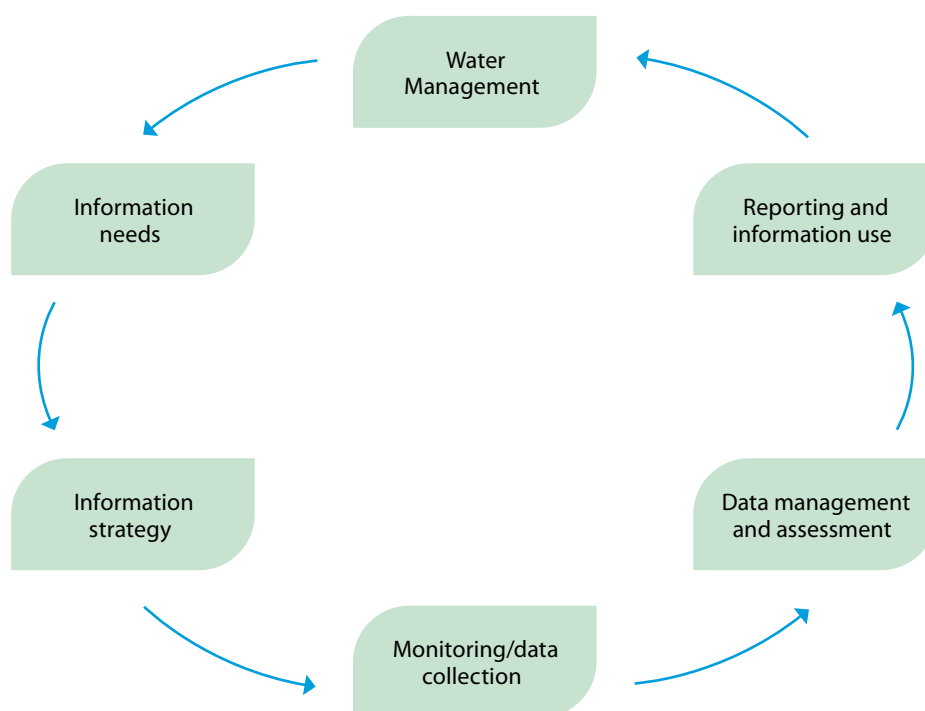 Water
Management
Information
needs
Reporting and
information use
Information
strategy
Data management
and assessment
Monitoring/data
collection